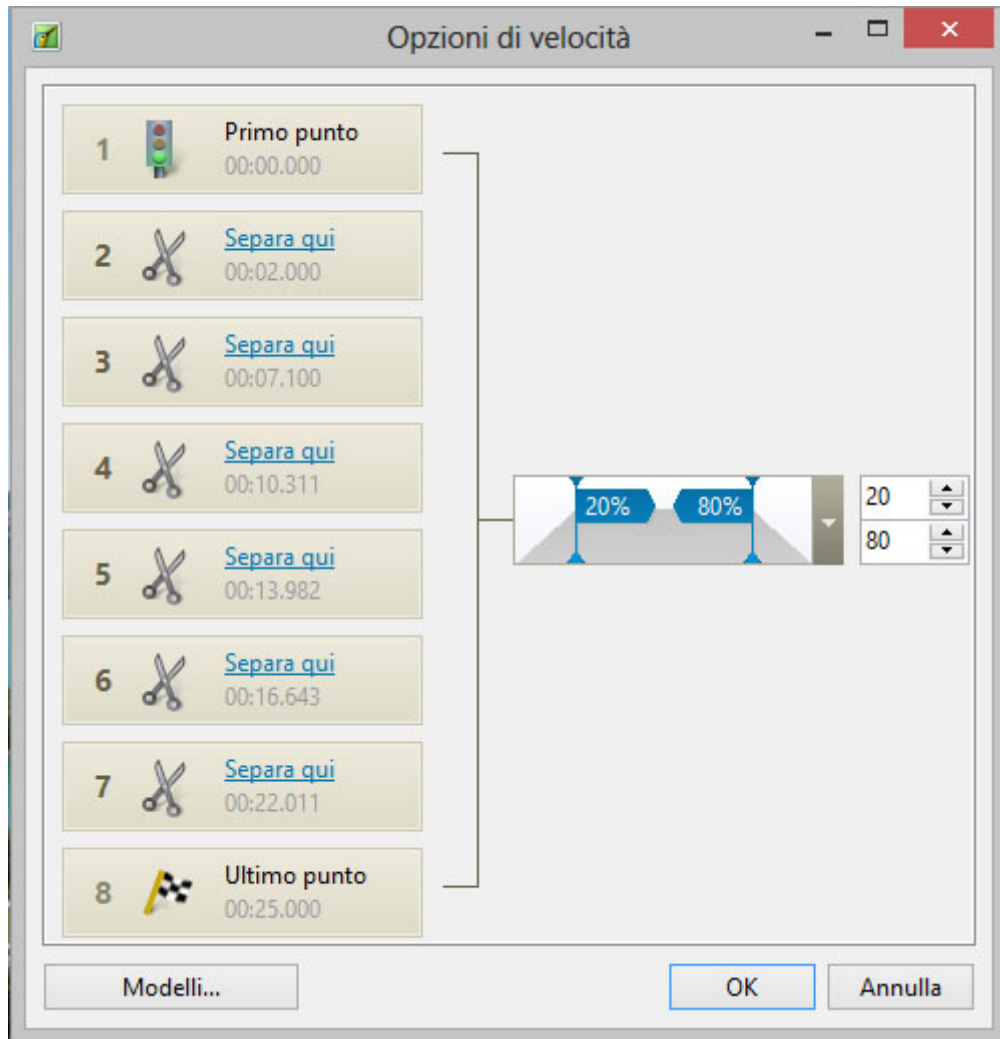 Opzioni di velocità
1
Primo punto
00:00.000
2
Separa qui
00:02.000
3
Separa qui
00:07.100
4
Separa qui
00:10.311
5
Separa qui
00:13.982
6
Separa qui
00:16.643
7
Separa qui
00:22.011
8
Ultimo punto
00:25.000
20% 80%
20
80
Modelli...
OK
Annulla